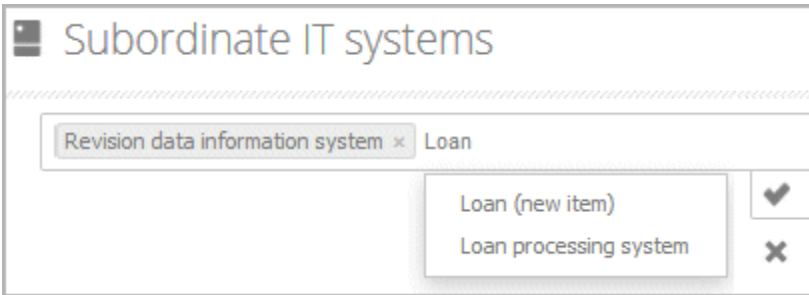 Subordinate IT systems
Revision data information system × Loan
Loan (new item)
Loan processing system